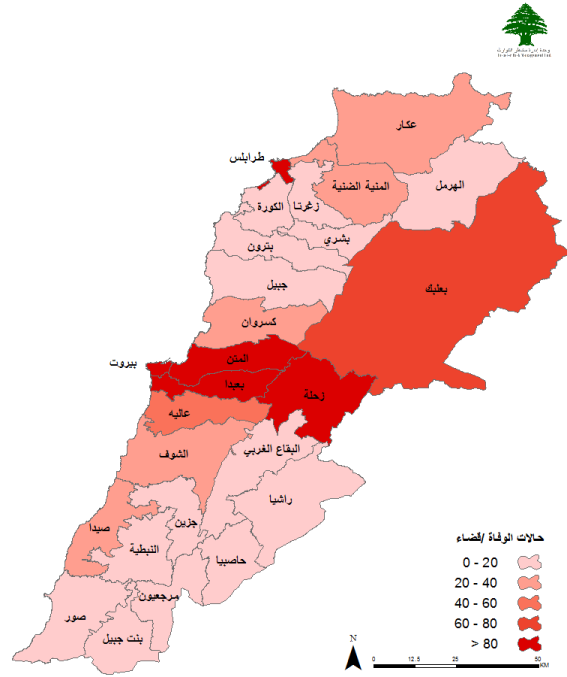 عكار
طرابلس
المنية الضنية
الهرمل
زغرتا
الكورة
بشري
بترون
جبيل
بعلبك
كسروان
المتن
بيروت
بعبدا
زحلة
عاليه
البقاع الغربي
الشوف
راشيا
صيدا
جزين
النبطية
حاصبيا
مرجعيون
صور
بنت جبيل
حالات الوفاة /قضاء
0 - 20
20 - 40
40 - 60
60 - 80
> 80
N
0 12.5 25 50
KM